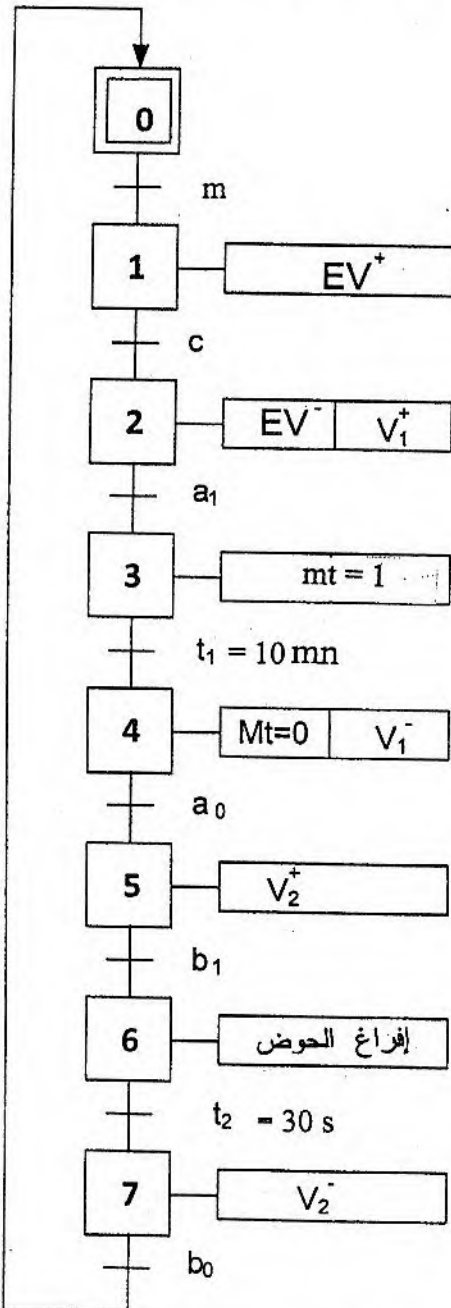 0
m
1 EV⁺
c
2 EV⁻ V₁⁺
a₁
3 mt = 1
t₁ = 10 mn
4 Mt=0 V₁⁻
a₀
5 V₂⁺
b₁
6 إفراغ الحوض
t₂ = 30 s
7 V₂⁻
b₀